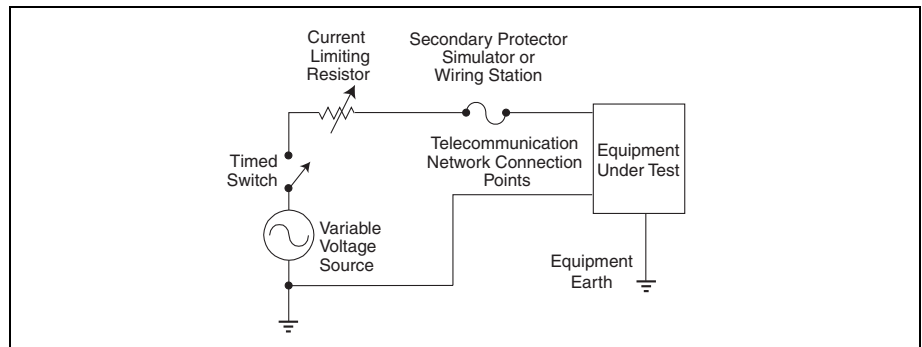 Current
Limiting
Resistor
Secondary Protector
Simulator or
Wiring Station
Timed
Switch
Telecommunication
Network Connection
Points
Equipment
Under Test
Variable
Voltage
Source
Equipment
Earth